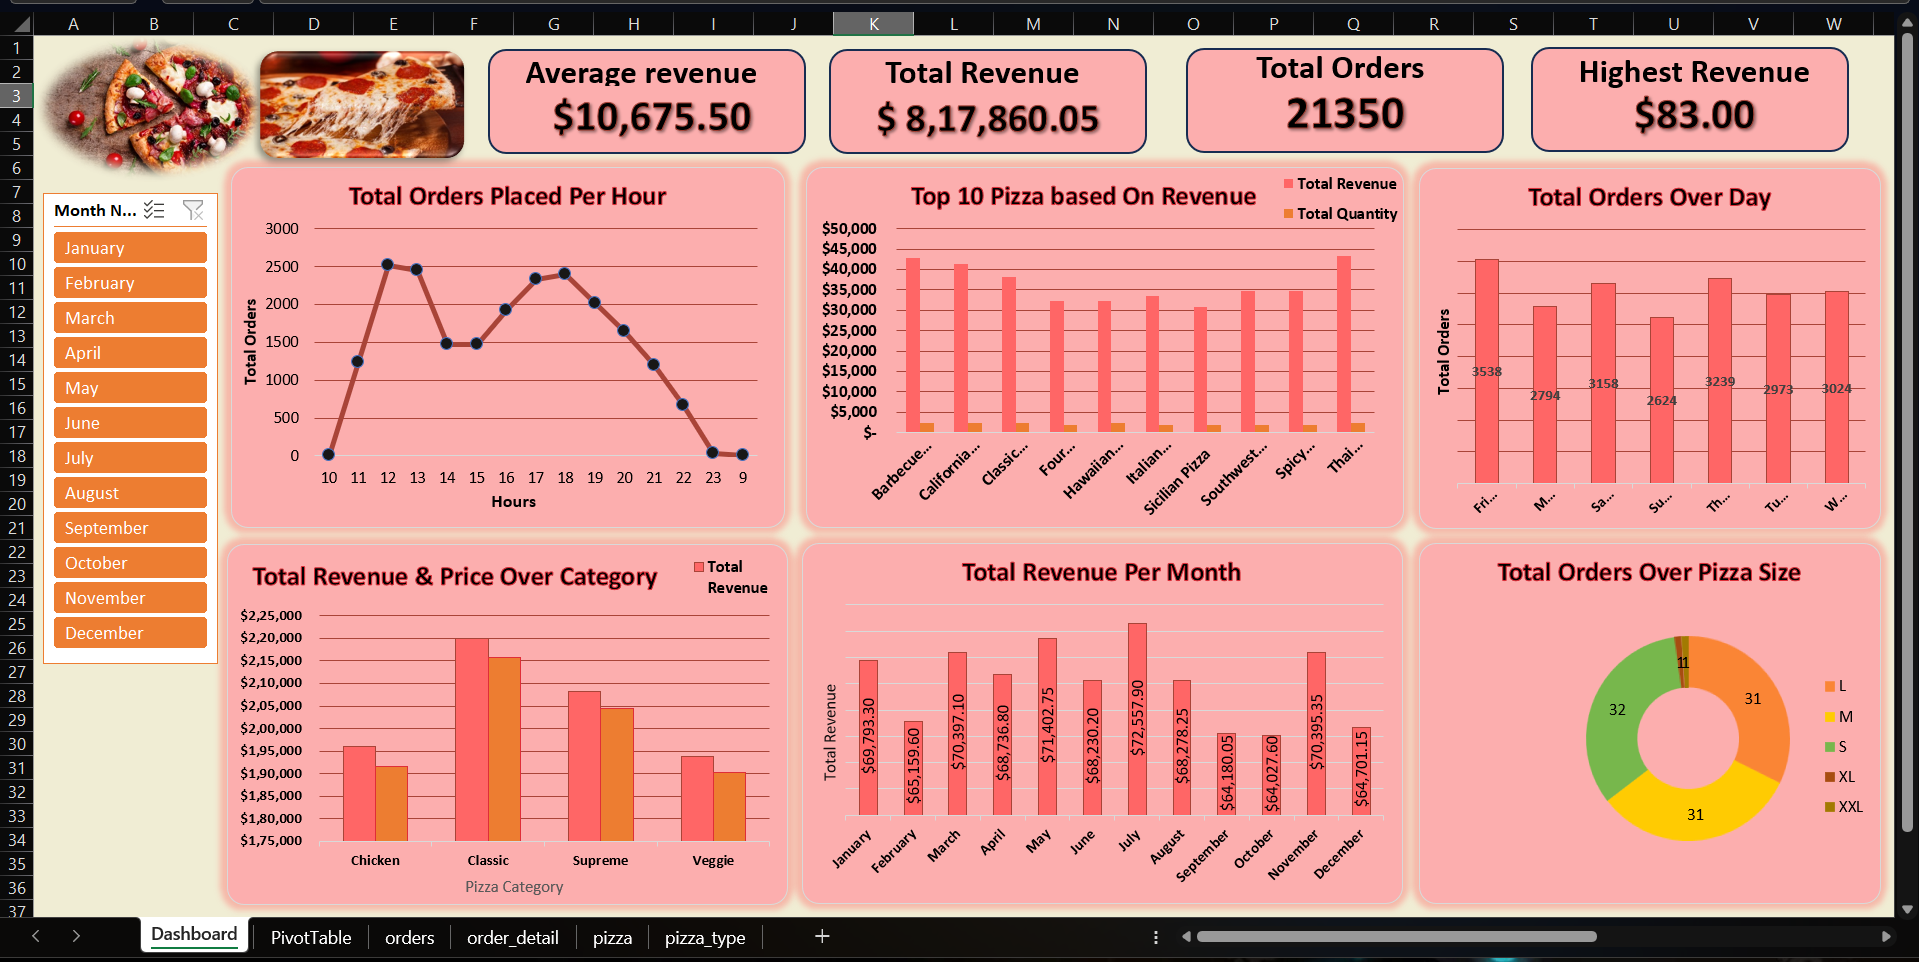 A B C D E F G H I J K L M N O P Q R S T U V W
1
2
3
4
5
6
7
8
9
10
11
12
13
14
15
16
17
18
19
20
21
22
23
24
25
26
27
28
29
30
31
32
33
34
35
36
37
Average revenue
$10,675.50
Total Revenue
$ 8,17,860.05
Total Orders
21350
Highest Revenue
$83.00
Month N...
January
February
March
April
May
June
July
August
September
October
November
December
Total Orders Placed Per Hour
Total Orders
3000
2500
2000
1500
1000
500
0
10 11 12 13 14 15 16 17 18 19 20 21 22 23 9
Hours
Top 10 Pizza based On Revenue
Total Revenue
Total Quantity
$50,000
$45,000
$40,000
$35,000
$30,000
$25,000
$20,000
$15,000
$10,000
$5,000
$-
Barbecue...
California...
Classic...
Four...
Hawaiian...
Italian...
Sicilian Pizza
Southwest...
Spicy...
Thai...
Total Orders Over Day
Total Orders
3538
2794
3158
2624
3239
2973
3024
Fri...
M...
Sa...
Su...
Th...
Tu...
W...
Total Revenue & Price Over Category
Total
Revenue
$2,25,000
$2,20,000
$2,15,000
$2,10,000
$2,05,000
$2,00,000
$1,95,000
$1,90,000
$1,85,000
$1,80,000
$1,75,000
Chicken Classic Supreme Veggie
Pizza Category
Total Revenue Per Month
Total Revenue
$69,793.30
$65,159.60
$70,397.10
$68,736.80
$71,402.75
$68,230.20
$72,557.90
$68,278.25
$64,180.05
$64,027.60
$70,395.35
$64,701.15
January
February
March
April
May
June
July
August
September
October
November
December
Total Orders Over Pizza Size
11
31
32
31
L
M
S
XL
XXL
Dashboard PivotTable orders order_detail pizza pizza_type